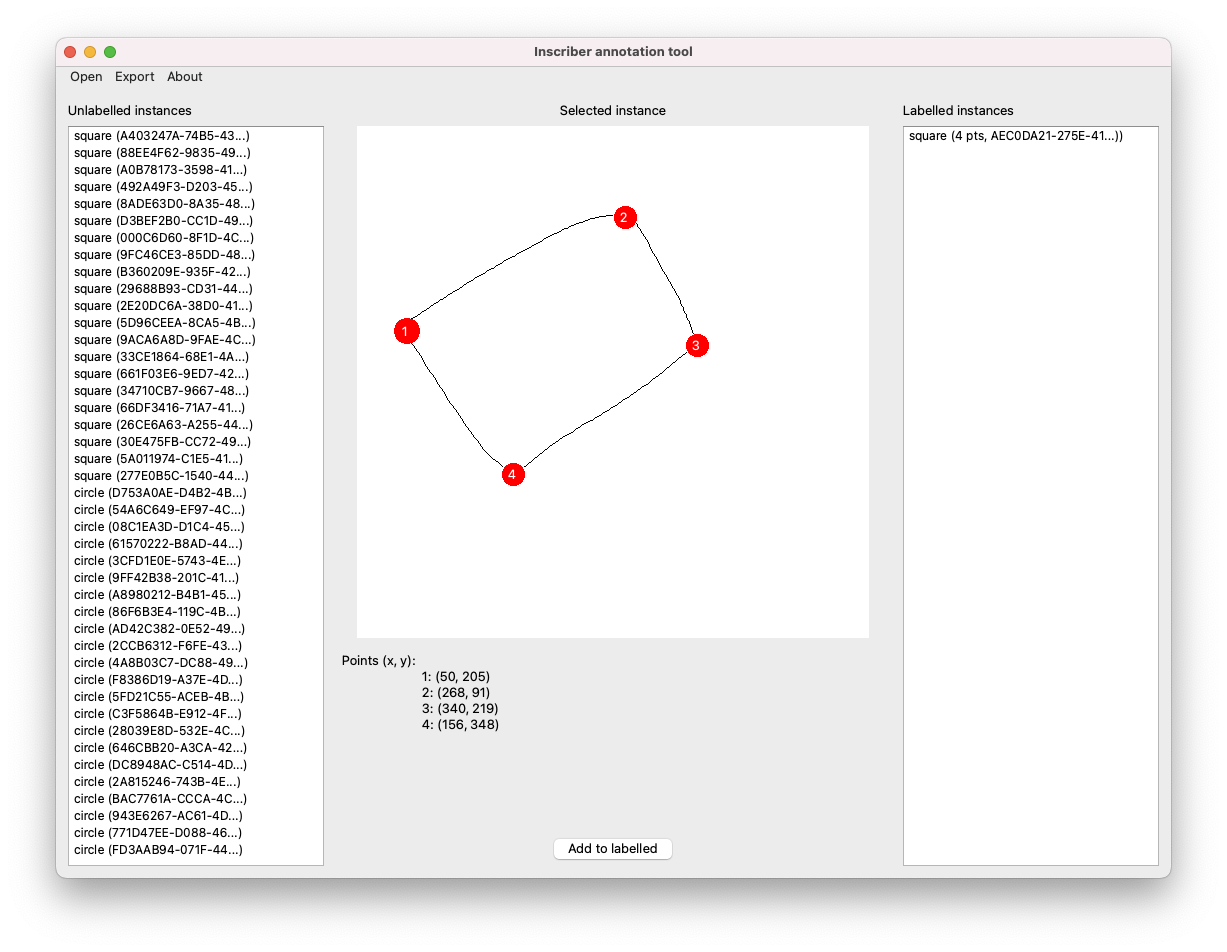 Inscriber annotation tool
Open Export About
Unlabelled instances
square (A403247A-74B5-43...)
square (88EE4F62-9835-49...)
square (A0B78173-3598-41...)
square (492A49F3-D203-45...)
square (8ADE63D0-8A35-48...)
square (D3BEF2B0-CC1D-49...)
square (000C6D60-8F1D-4C...)
square (9FC46CE3-85DD-48...)
square (B360209E-935F-42...)
square (29688B93-CD31-44...)
square (2E20DC6A-38D0-41...)
square (5D96CEEA-8CA5-4B...)
square (9ACA6A8D-9FAE-4C...)
square (33CE1864-68E1-4A...)
square (661F03E6-9ED7-42...)
square (34710CB7-9667-48...)
square (66DF3416-71A7-41...)
square (26CE6A63-A255-44...)
square (30E475FB-CC72-49...)
square (5A011974-C1E5-41...)
square (277E0B5C-1540-44...)
circle (D753A0AE-D4B2-4B...)
circle (54A6C649-EF97-4C...)
circle (08C1EA3D-D1C4-45...)
circle (61570222-B8AD-44...)
circle (3CFD1E0E-5743-4E...)
circle (9FF42B38-201C-41...)
circle (A8980212-B4B1-45...)
circle (86F6B3E4-119C-4B...)
circle (AD42C382-0E52-49...)
circle (2CCB6312-F6FE-43...)
circle (4A8B03C7-DC88-49...)
circle (F8386D19-A37E-4D...)
circle (5FD21C55-ACEB-4B...)
circle (C3F5864B-E912-4F...)
circle (28039E8D-532E-4C...)
circle (646CBB20-A3CA-42...)
circle (DC8948AC-C514-4D...)
circle (2A815246-743B-4E...)
circle (BAC7761A-CCCA-4C...)
circle (943E6267-AC61-4D...)
circle (771D47EE-D088-46...)
circle (FD3AAB94-071F-44...)
Selected instance
2
1
3
4
Points (x, y):
1: (50, 205)
2: (268, 91)
3: (340, 219)
4: (156, 348)
Add to labelled
Labelled instances
square (4 pts, AEC0DA21-275E-41...))